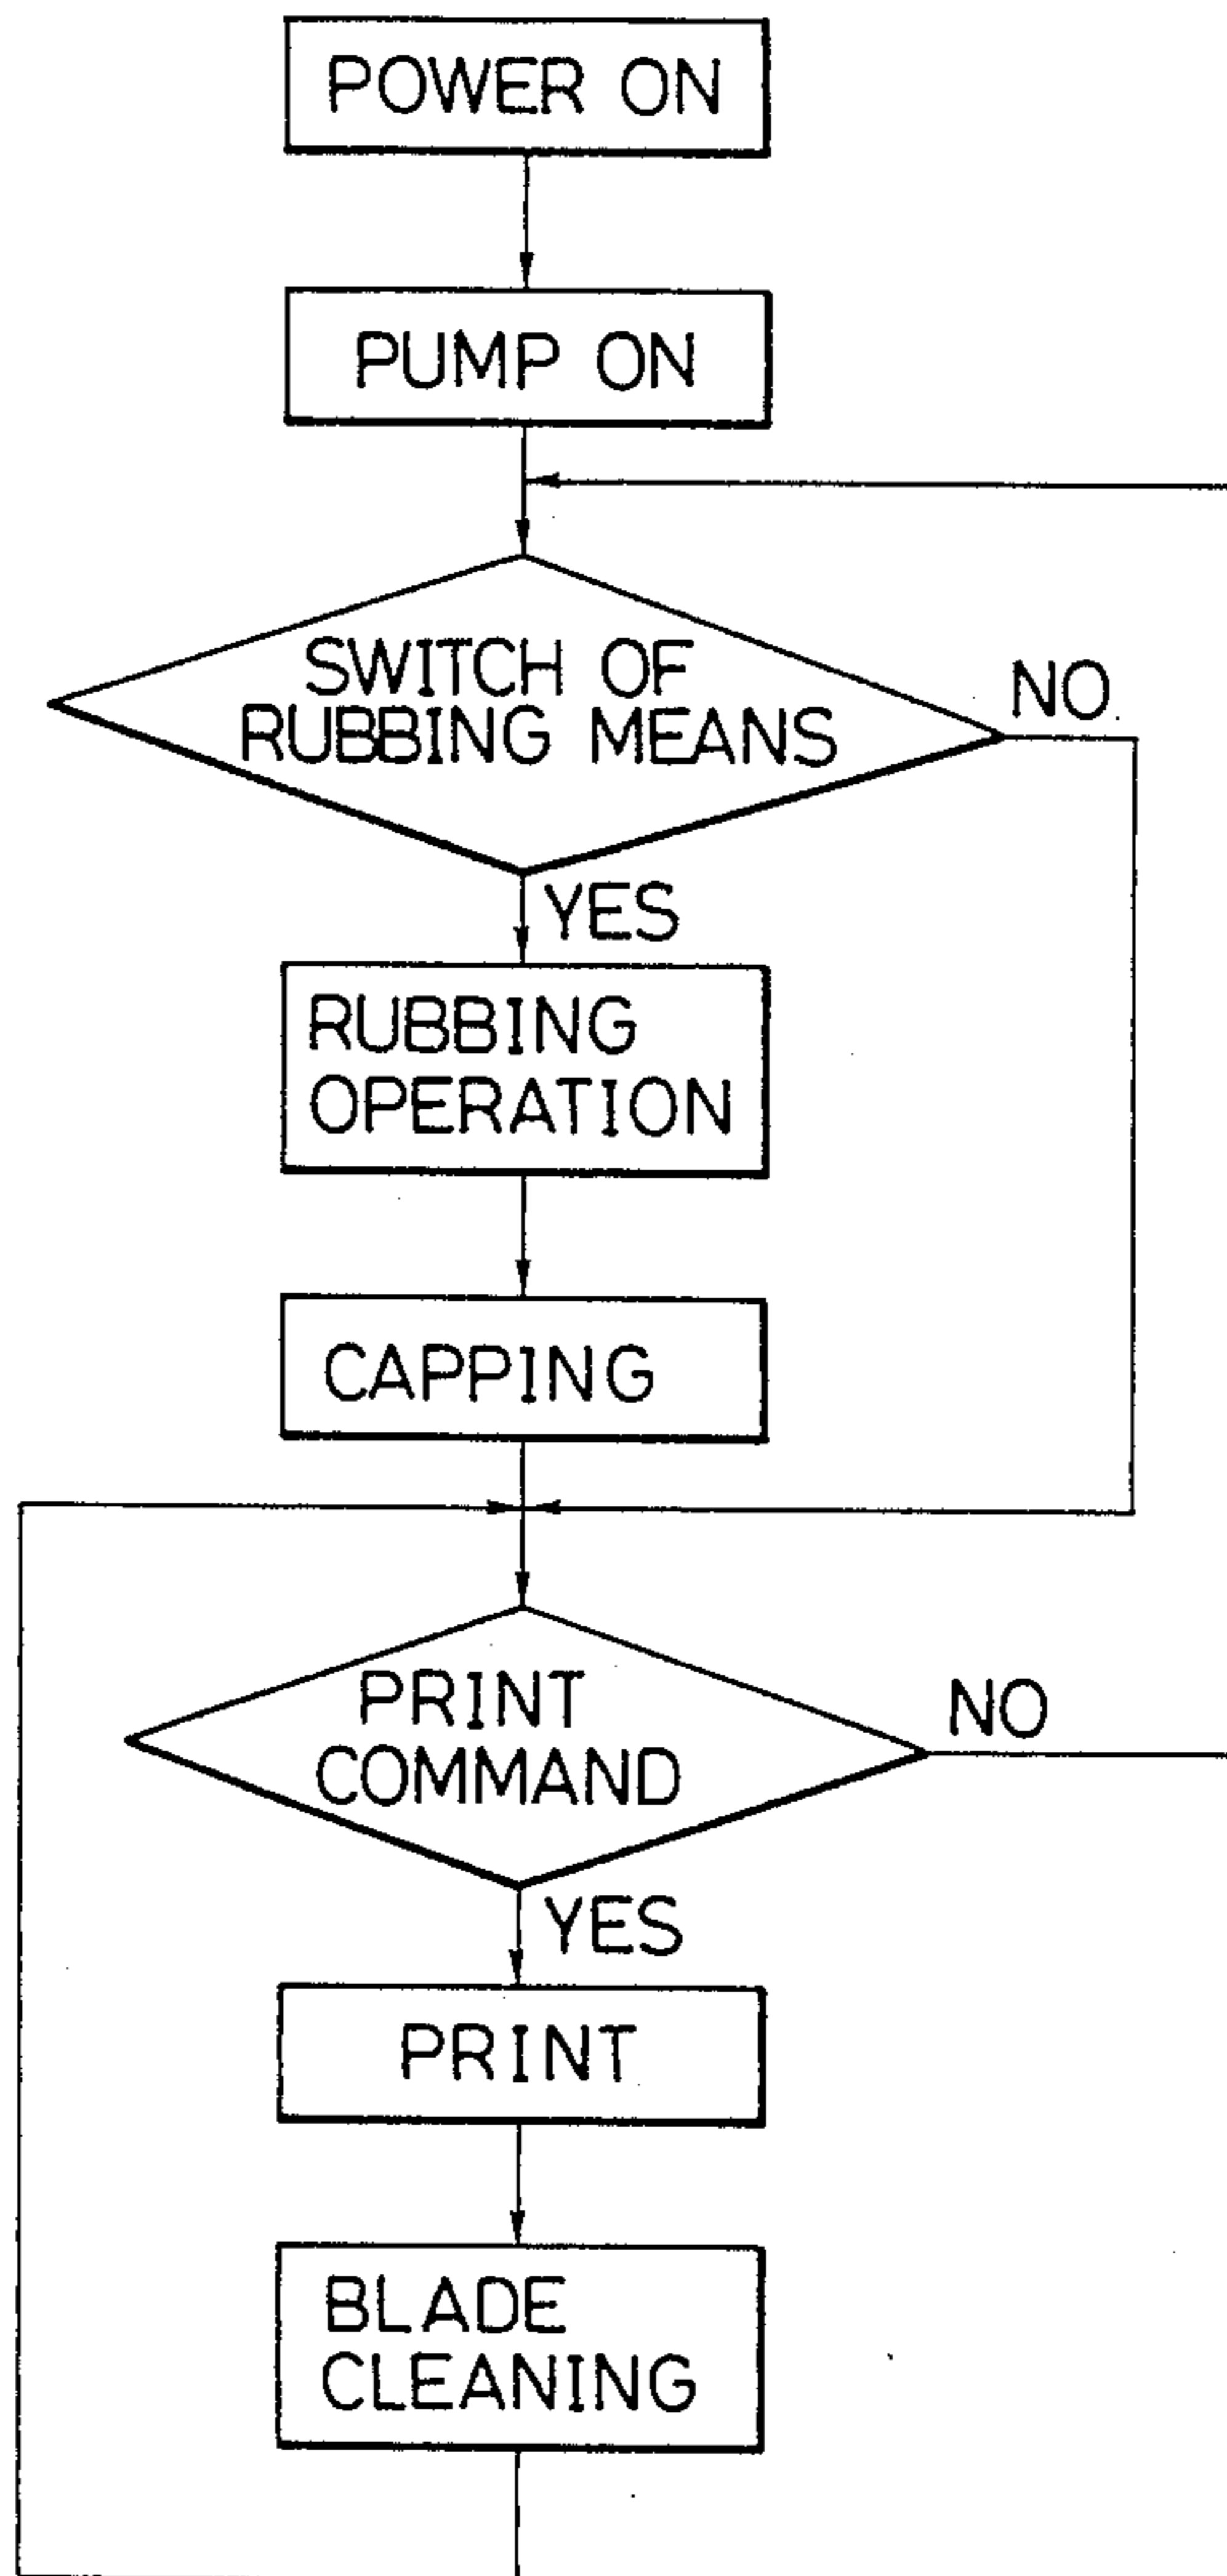 POWER ON
PUMP ON
SWITCH OF
RUBBING MEANS
NO
YES
RUBBING
OPERATION
CAPPING
PRINT
COMMAND
NO
YES
PRINT
BLADE
CLEANING